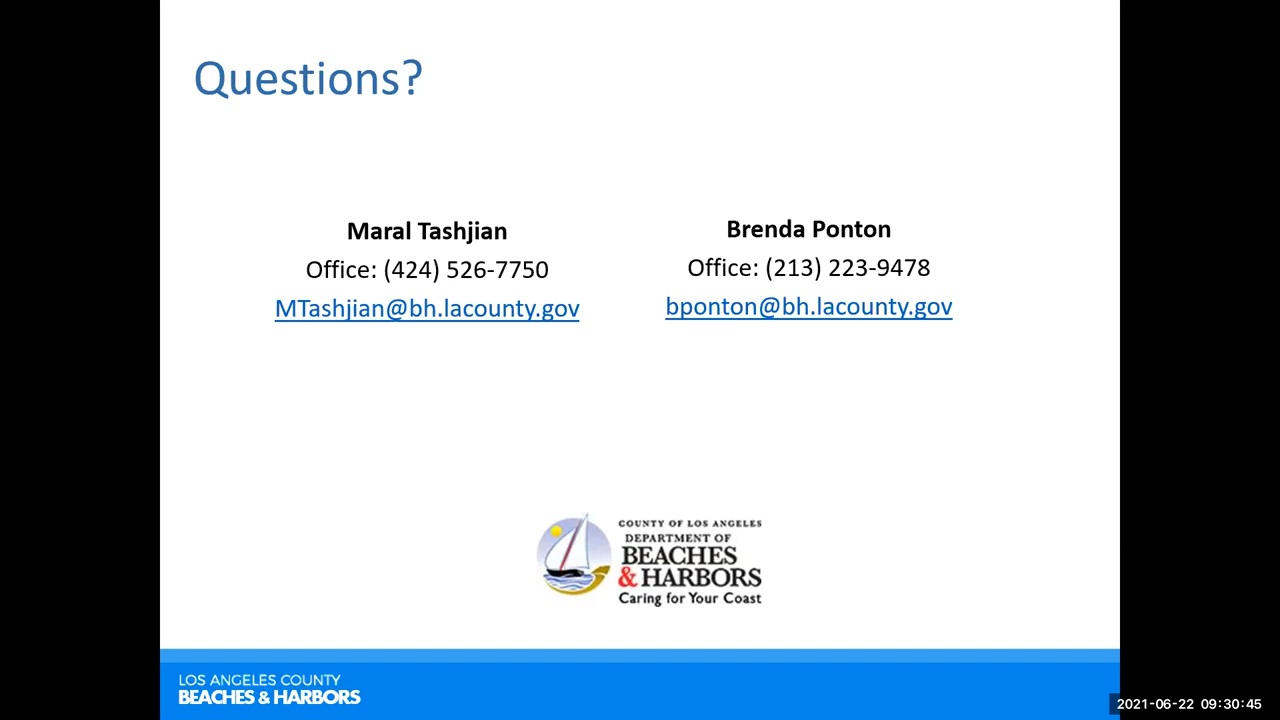 Questions?
Maral Tashjian
Office: (424) 526-7750
MTashjian@bh.lacounty.gov
Brenda Ponton
Office: (213) 223-9478
bponton@bh.lacounty.gov
COUNTY OF LOS ANGELES
DEPARTMENT OF
BEACHES
& HARBORS
Caring for Your Coast
LOS ANGELES COUNTY
BEACHES & HARBORS
2021-06-22 09:30:45